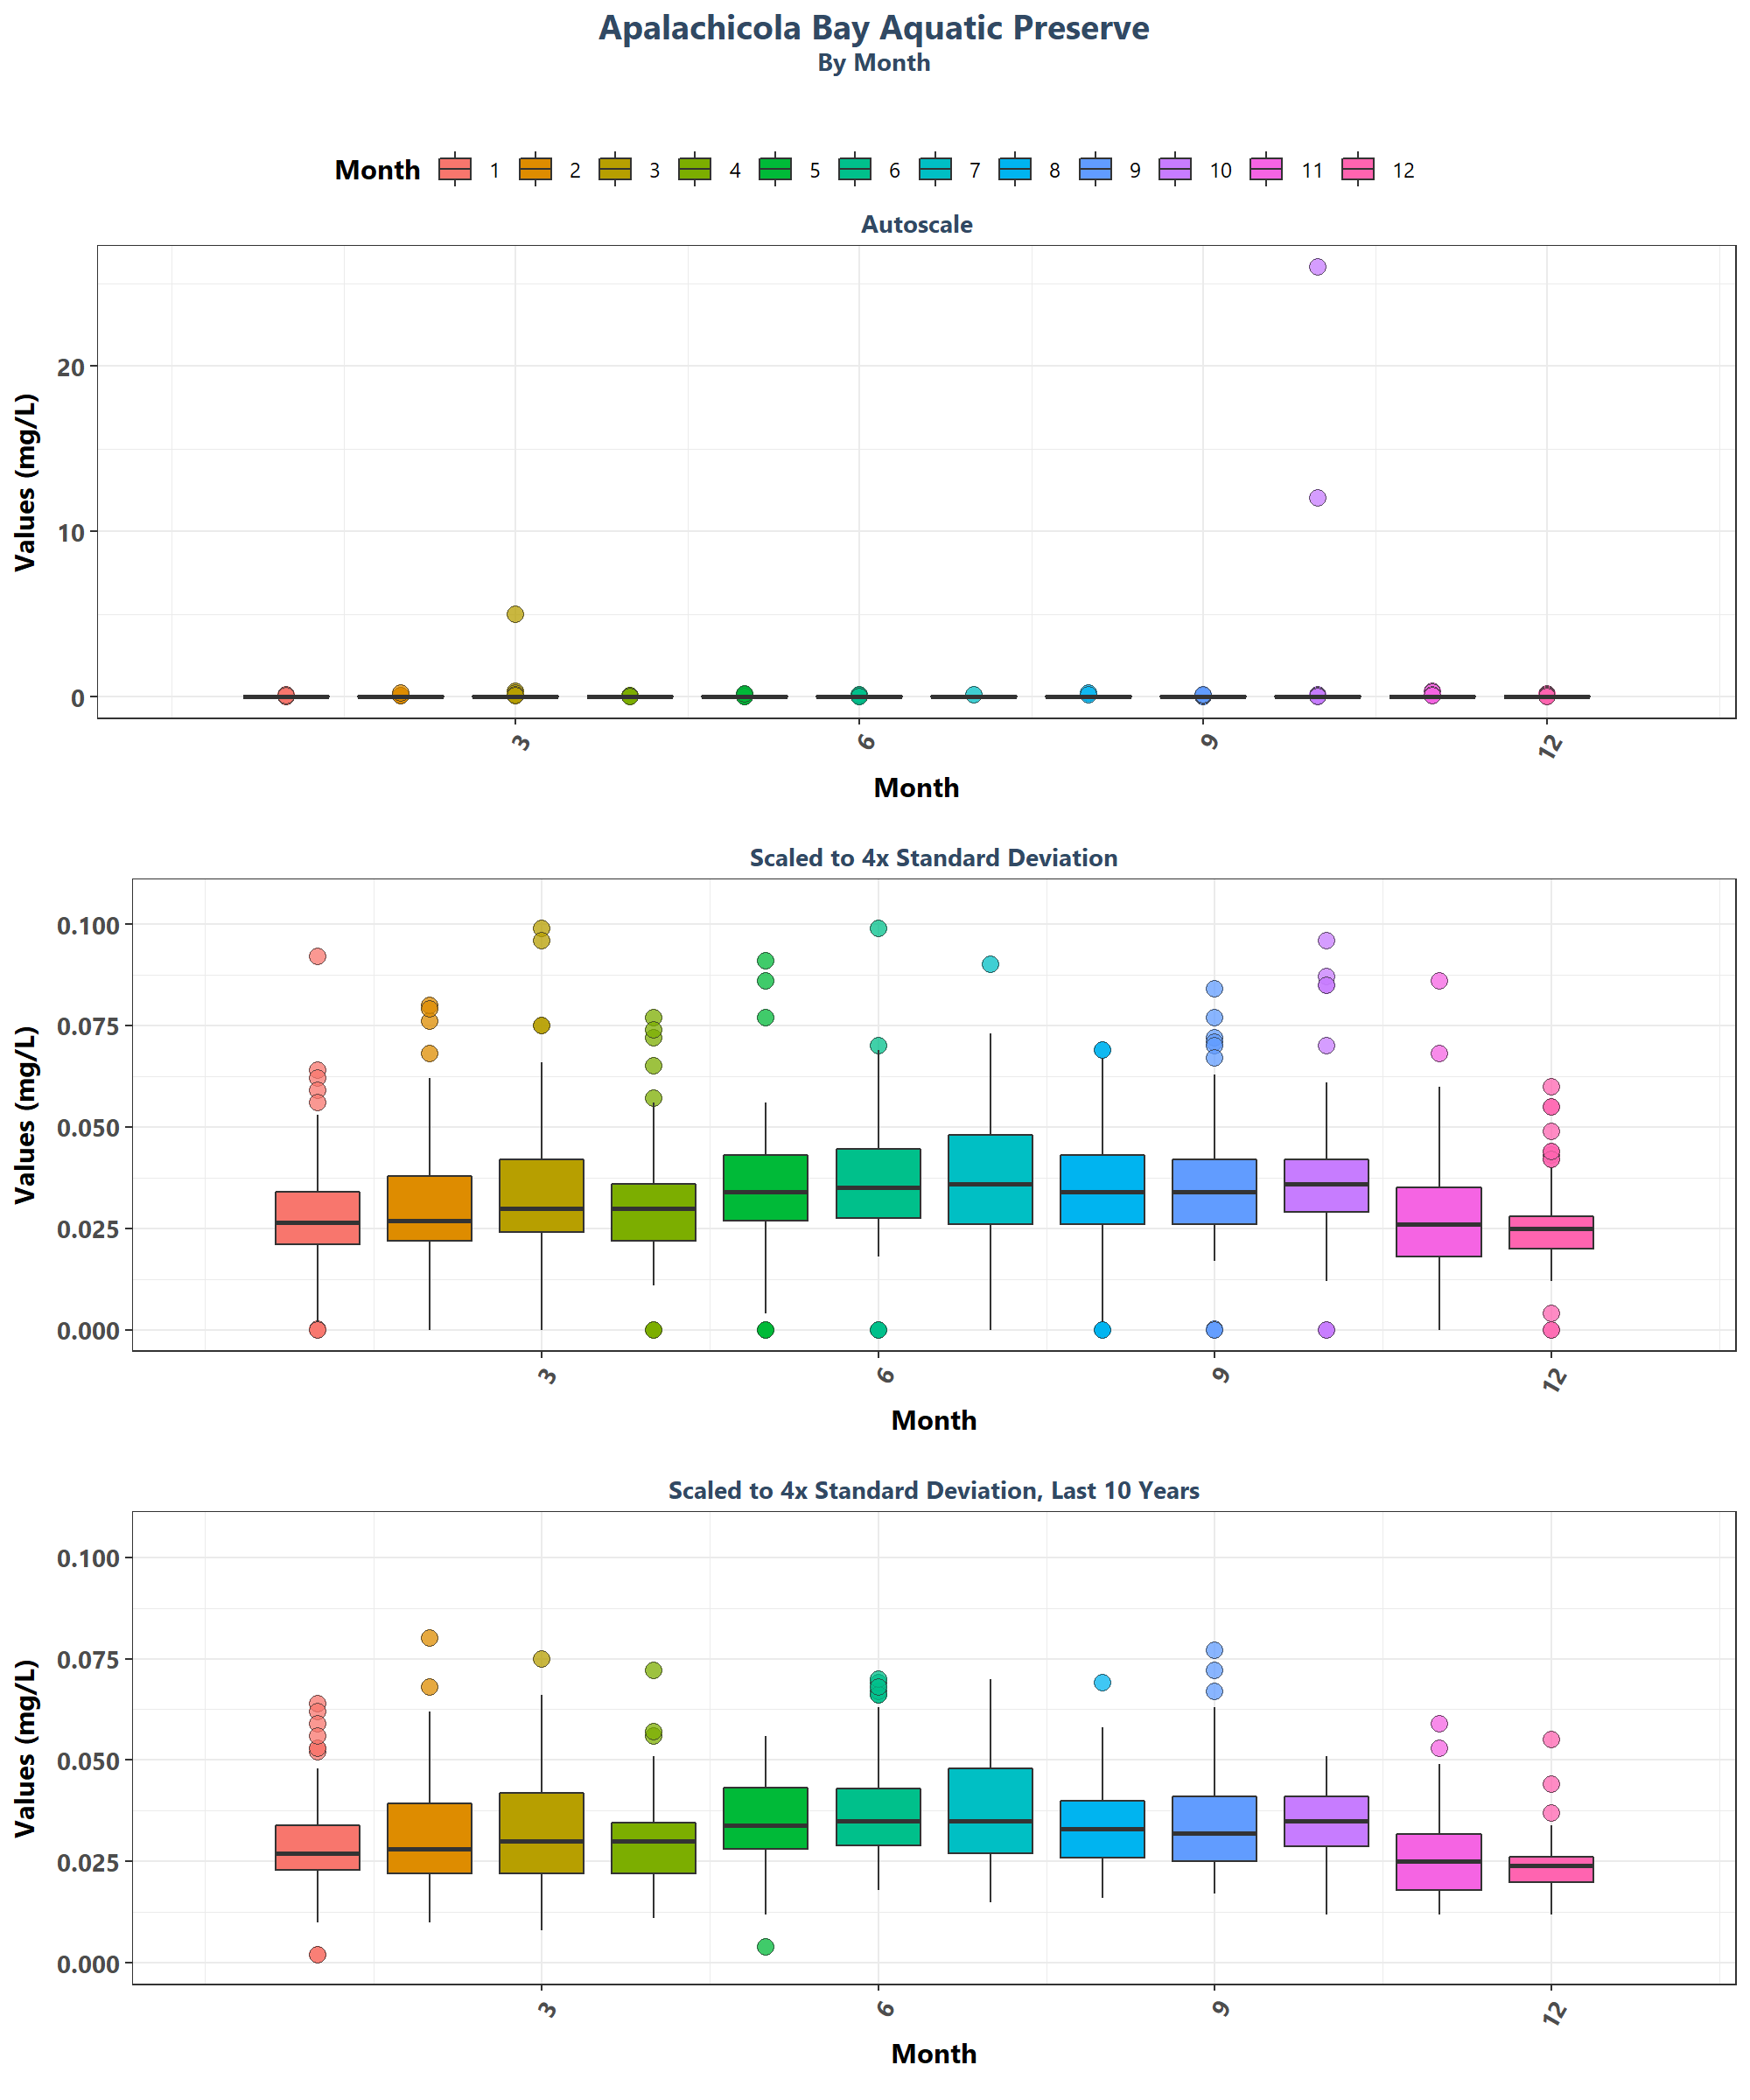 Apalachicola Bay Aquatic Preserve
By Month
Month 1 2 3 4 5 6 7 8 9 10 11 12
Autoscale
Values (mg/L)
20
10
0
3 6 9 12
Month
Scaled to 4x Standard Deviation
Values (mg/L)
0.100
0.075
0.050
0.025
0.000
3 6 9 12
Month
Scaled to 4x Standard Deviation, Last 10 Years
Values (mg/L)
0.100
0.075
0.050
0.025
0.000
3 6 9 12
Month